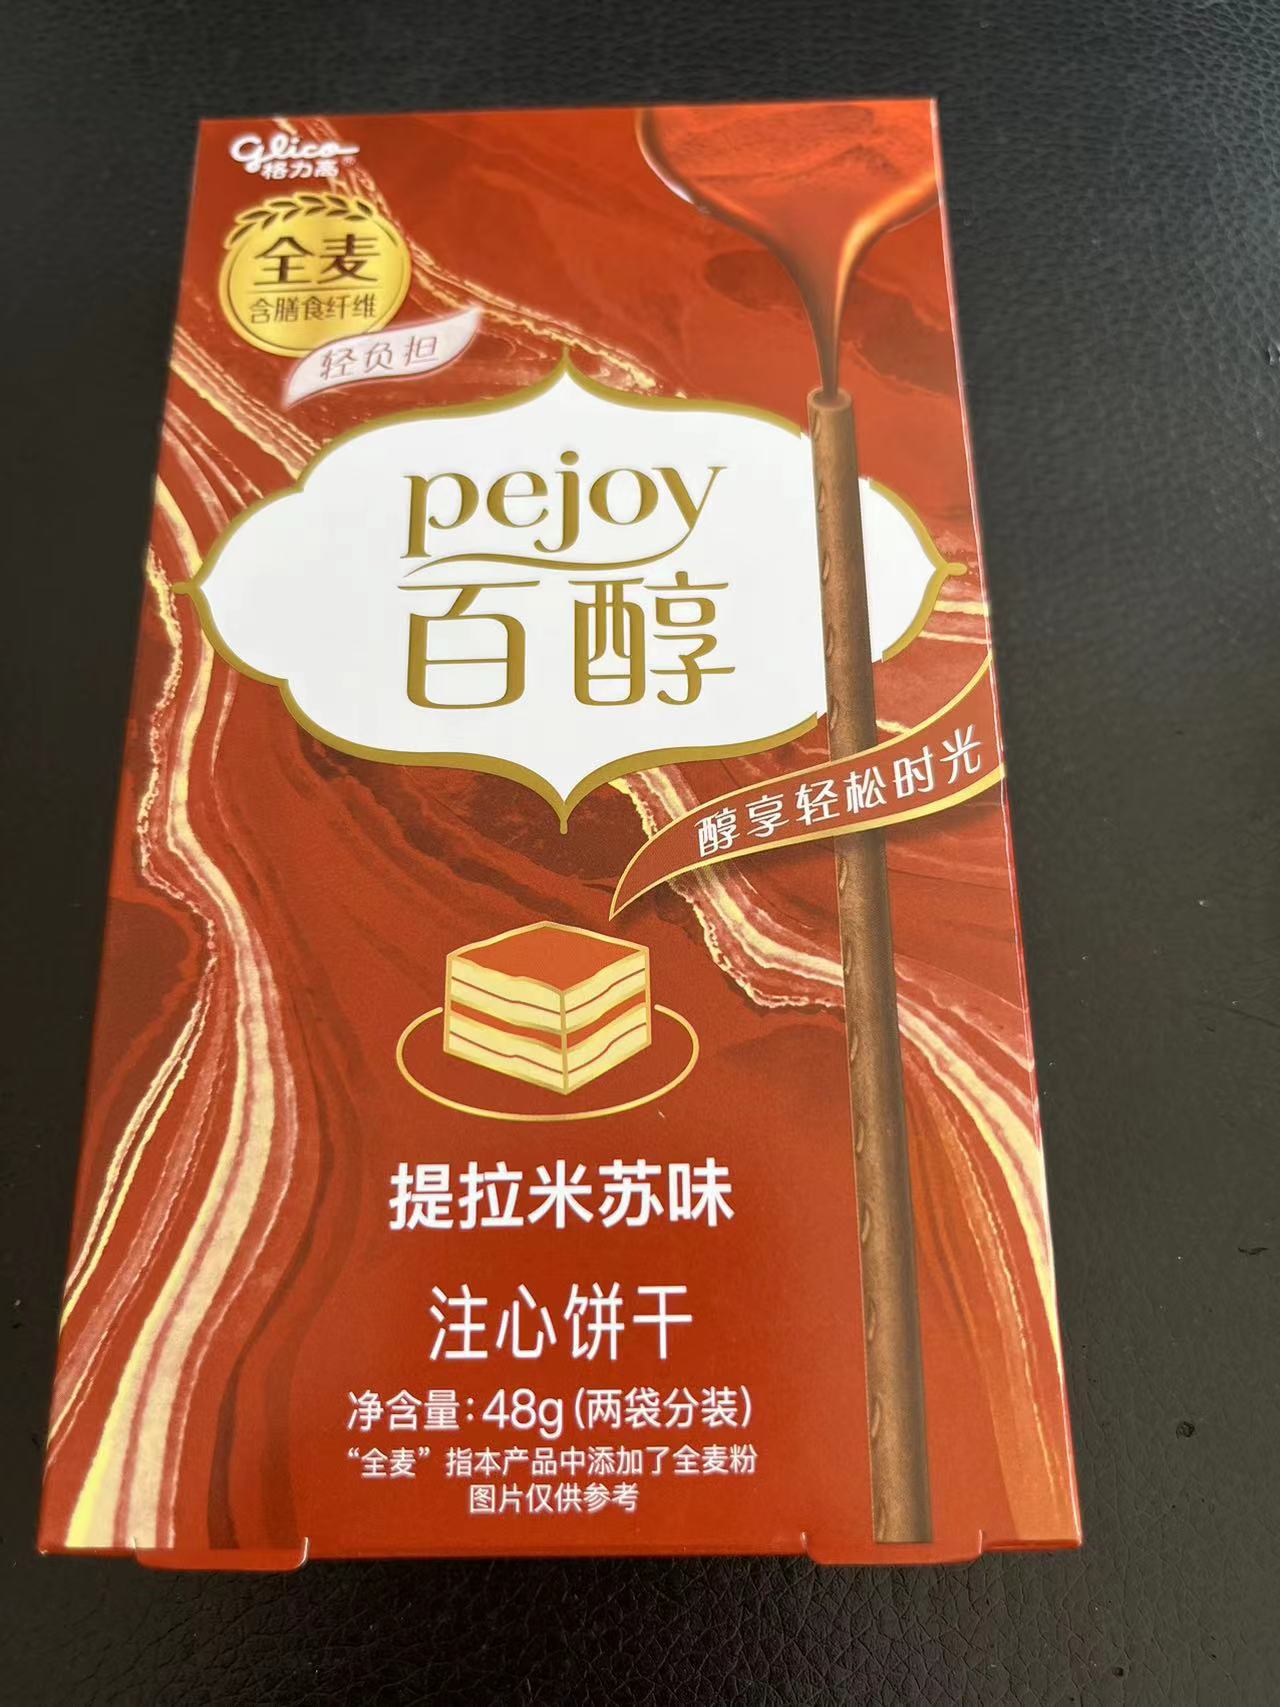 Glico
格力高®
全麦
含膳食纤维
轻负担
pejoy
百醇
醇享轻松时光
提拉米苏味
注心饼干
净含量:48g(两袋分装)
“全麦”指本产品中添加了全麦粉
图片仅供参考